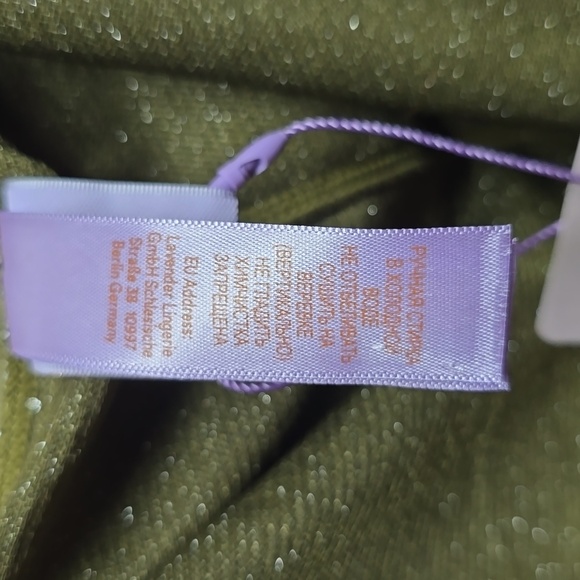 РУЧНАЯ СТИРКА
В ХОЛОДНОЙ
ВОДЕ
НЕ ОТБЕЛИВАТЬ
СУШИТЬ НА
ВЕРЕВКЕ
(ВЕРТИКАЛЬНО)
НЕ ГЛАДИТЬ
ХИМЧИСТКА
ЗАПРЕЩЕНА
EU Address:
Lavender Lingerie
GmbH Schlessche
Straße 38 10997
Berlin Germany